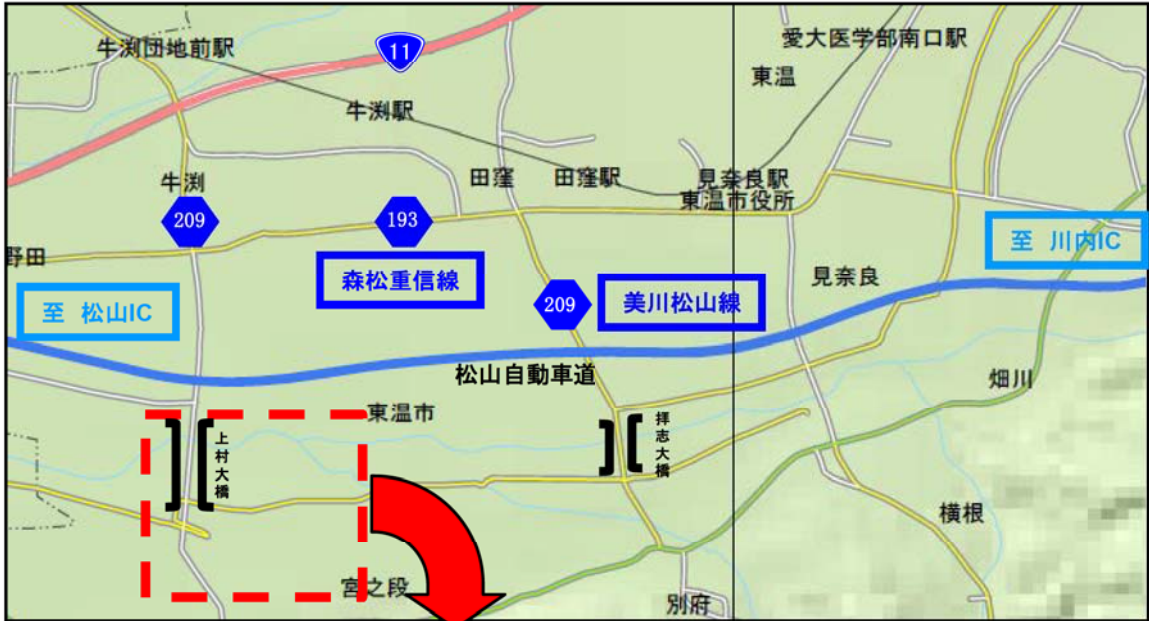 牛渕団地前駅
11
愛大医学部南口駅
東温
牛渕駅
牛渕
田窪
田窪駅
見奈良駅
東温市役所
209
193
野田
至 川内IC
森松重信線
見奈良
至 松山IC
209
美川松山線
松山自動車道
畑川
東温市
上村大橋
拝志大橋
横根
宮之段
別府